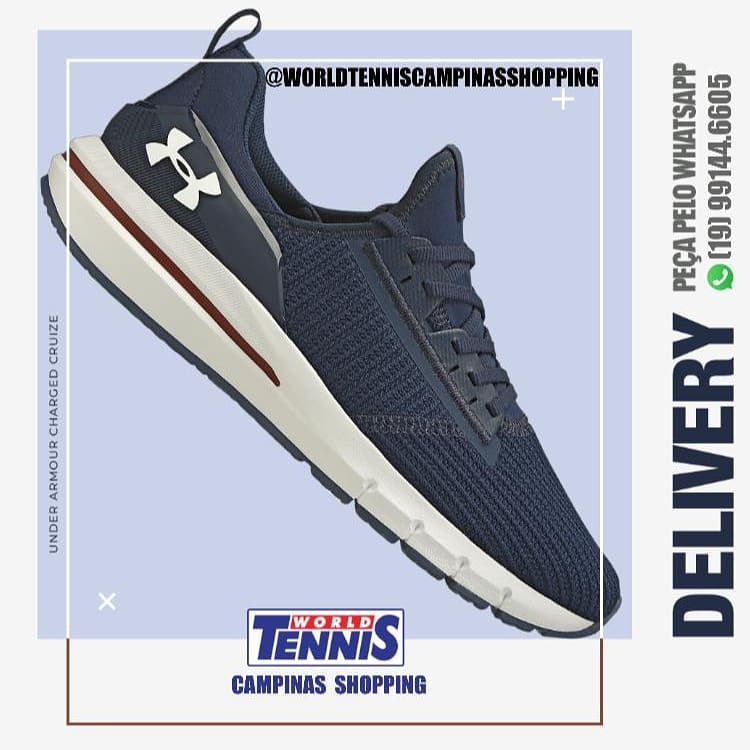 @WORLDTENNISCAMPINASSHOPPING
PEÇA PELO WHATSAPP
(19) 99144.6605
DELIVERY
UNDER ARMOUR CHARGED CRUIZE
WORLD
TENNIS
CAMPINAS SHOPPING